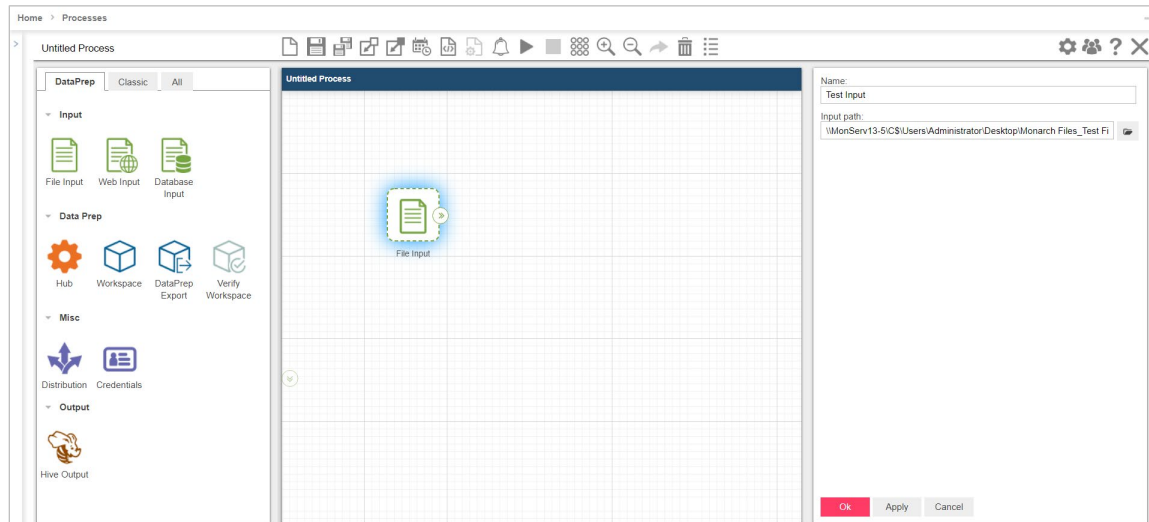 Home > Processes
Untitled Process
DataPrep Classic All
Untitled Process
Name:
Test Input
Input path:
\\MonServ13-5\C$\Users\Administrator\Desktop\Monarch Files_Test Fi
Input
File Input
Web Input
Database
Input
Data Prep
Hub
Workspace
DataPrep
Export
Verify
Workspace
Misc
Distribution
Credentials
Output
Hive Output
File Input
Ok Apply Cancel